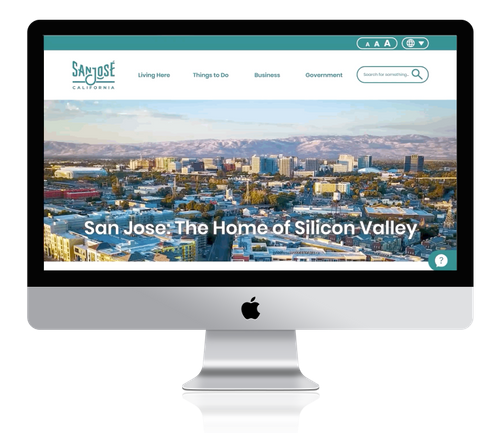 A A A
SAN JOSÉ
CALIFORNIA
Living Here
Things to Do
Business
Government
Search for something...
San Jose: The Home of Silicon Valley
?